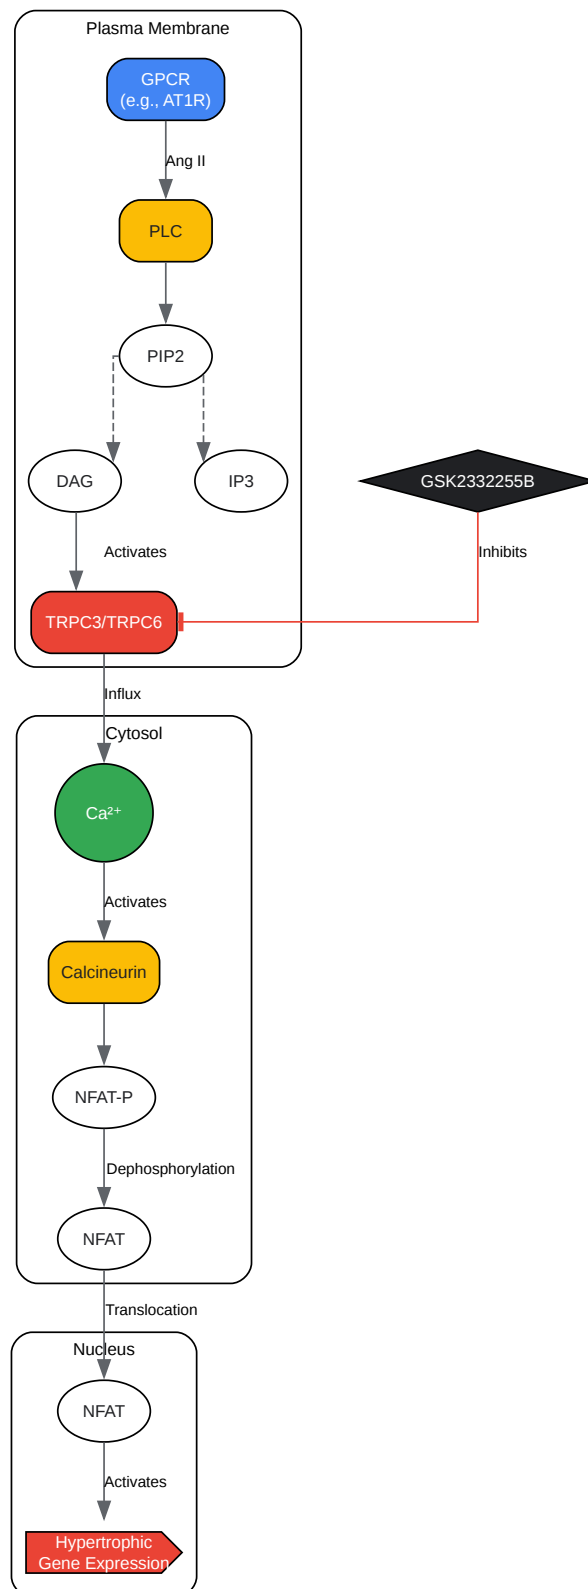 Plasma Membrane
GPCR
(e.g., AT1R)
Ang II
PLC
PIP2
DAG
IP3
GSK2332255B
Activates
Inhibits
TRPC3/TRPC6
Influx
Cytosol
Ca²⁺
Activates
Calcineurin
NFAT-P
Dephosphorylation
NFAT
Translocation
Nucleus
NFAT
Activates
Hypertrophic
Gene Expression